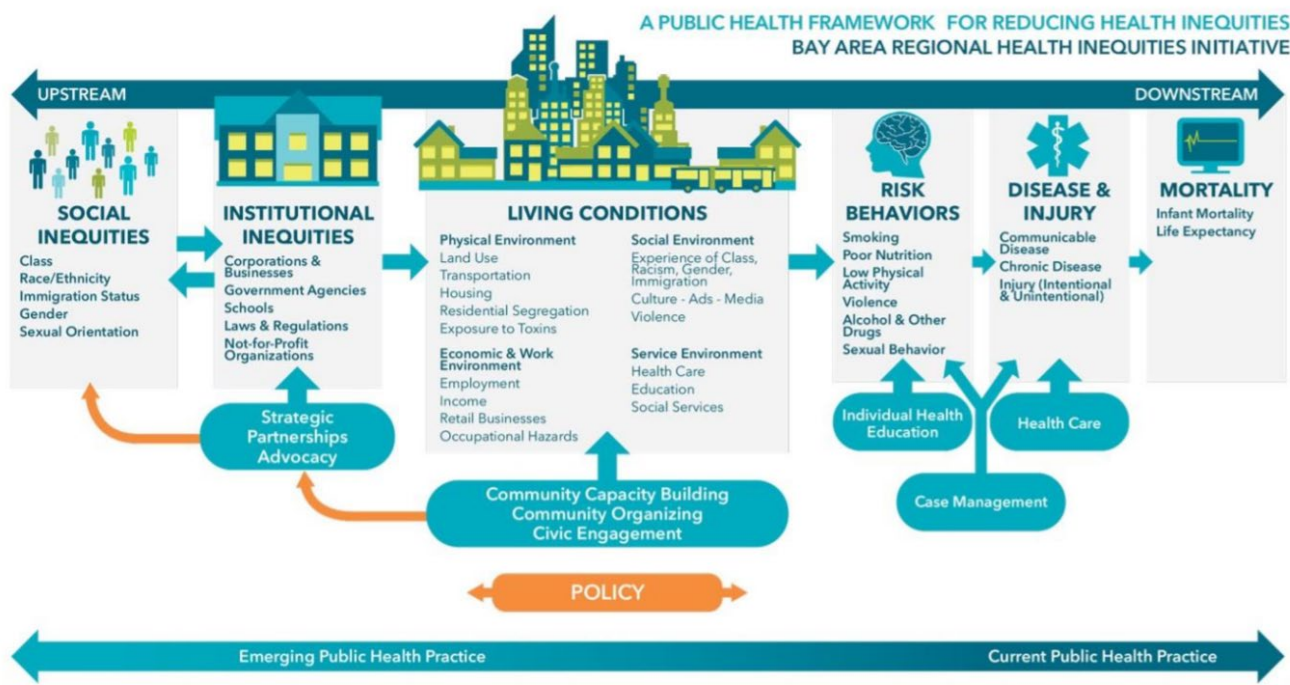 A PUBLIC HEALTH FRAMEWORK FOR REDUCING HEALTH INEQUITIES
BAY AREA REGIONAL HEALTH INEQUITIES INITIATIVE
UPSTREAM
DOWNSTREAM
SOCIAL
INEQUITIES
Class
Race/Ethnicity
Immigration Status
Gender
Sexual Orientation
INSTITUTIONAL
INEQUITIES
Corporations &
Businesses
Government Agencies
Schools
Laws & Regulations
Not-for-Profit
Organizations
LIVING CONDITIONS
Physical Environment
Land Use
Transportation
Housing
Residential Segregation
Exposure to Toxins
Economic & Work
Environment
Employment
Income
Retail Businesses
Occupational Hazards
Social Environment
Experience of Class,
Racism, Gender,
Immigration
Culture - Ads - Media
Violence
Service Environment
Health Care
Education
Social Services
RISK
BEHAVIORS
Smoking
Poor Nutrition
Low Physical
Activity
Violence
Alcohol & Other
Drugs
Sexual Behavior
DISEASE &
INJURY
Communicable
Disease
Chronic Disease
Injury (Intentional
& Unintentional)
MORTALITY
Infant Mortality
Life Expectancy
Strategic
Partnerships
Advocacy
Community Capacity Building
Community Organizing
Civic Engagement
Individual Health
Education
Health Care
Case Management
POLICY
Emerging Public Health Practice
Current Public Health Practice